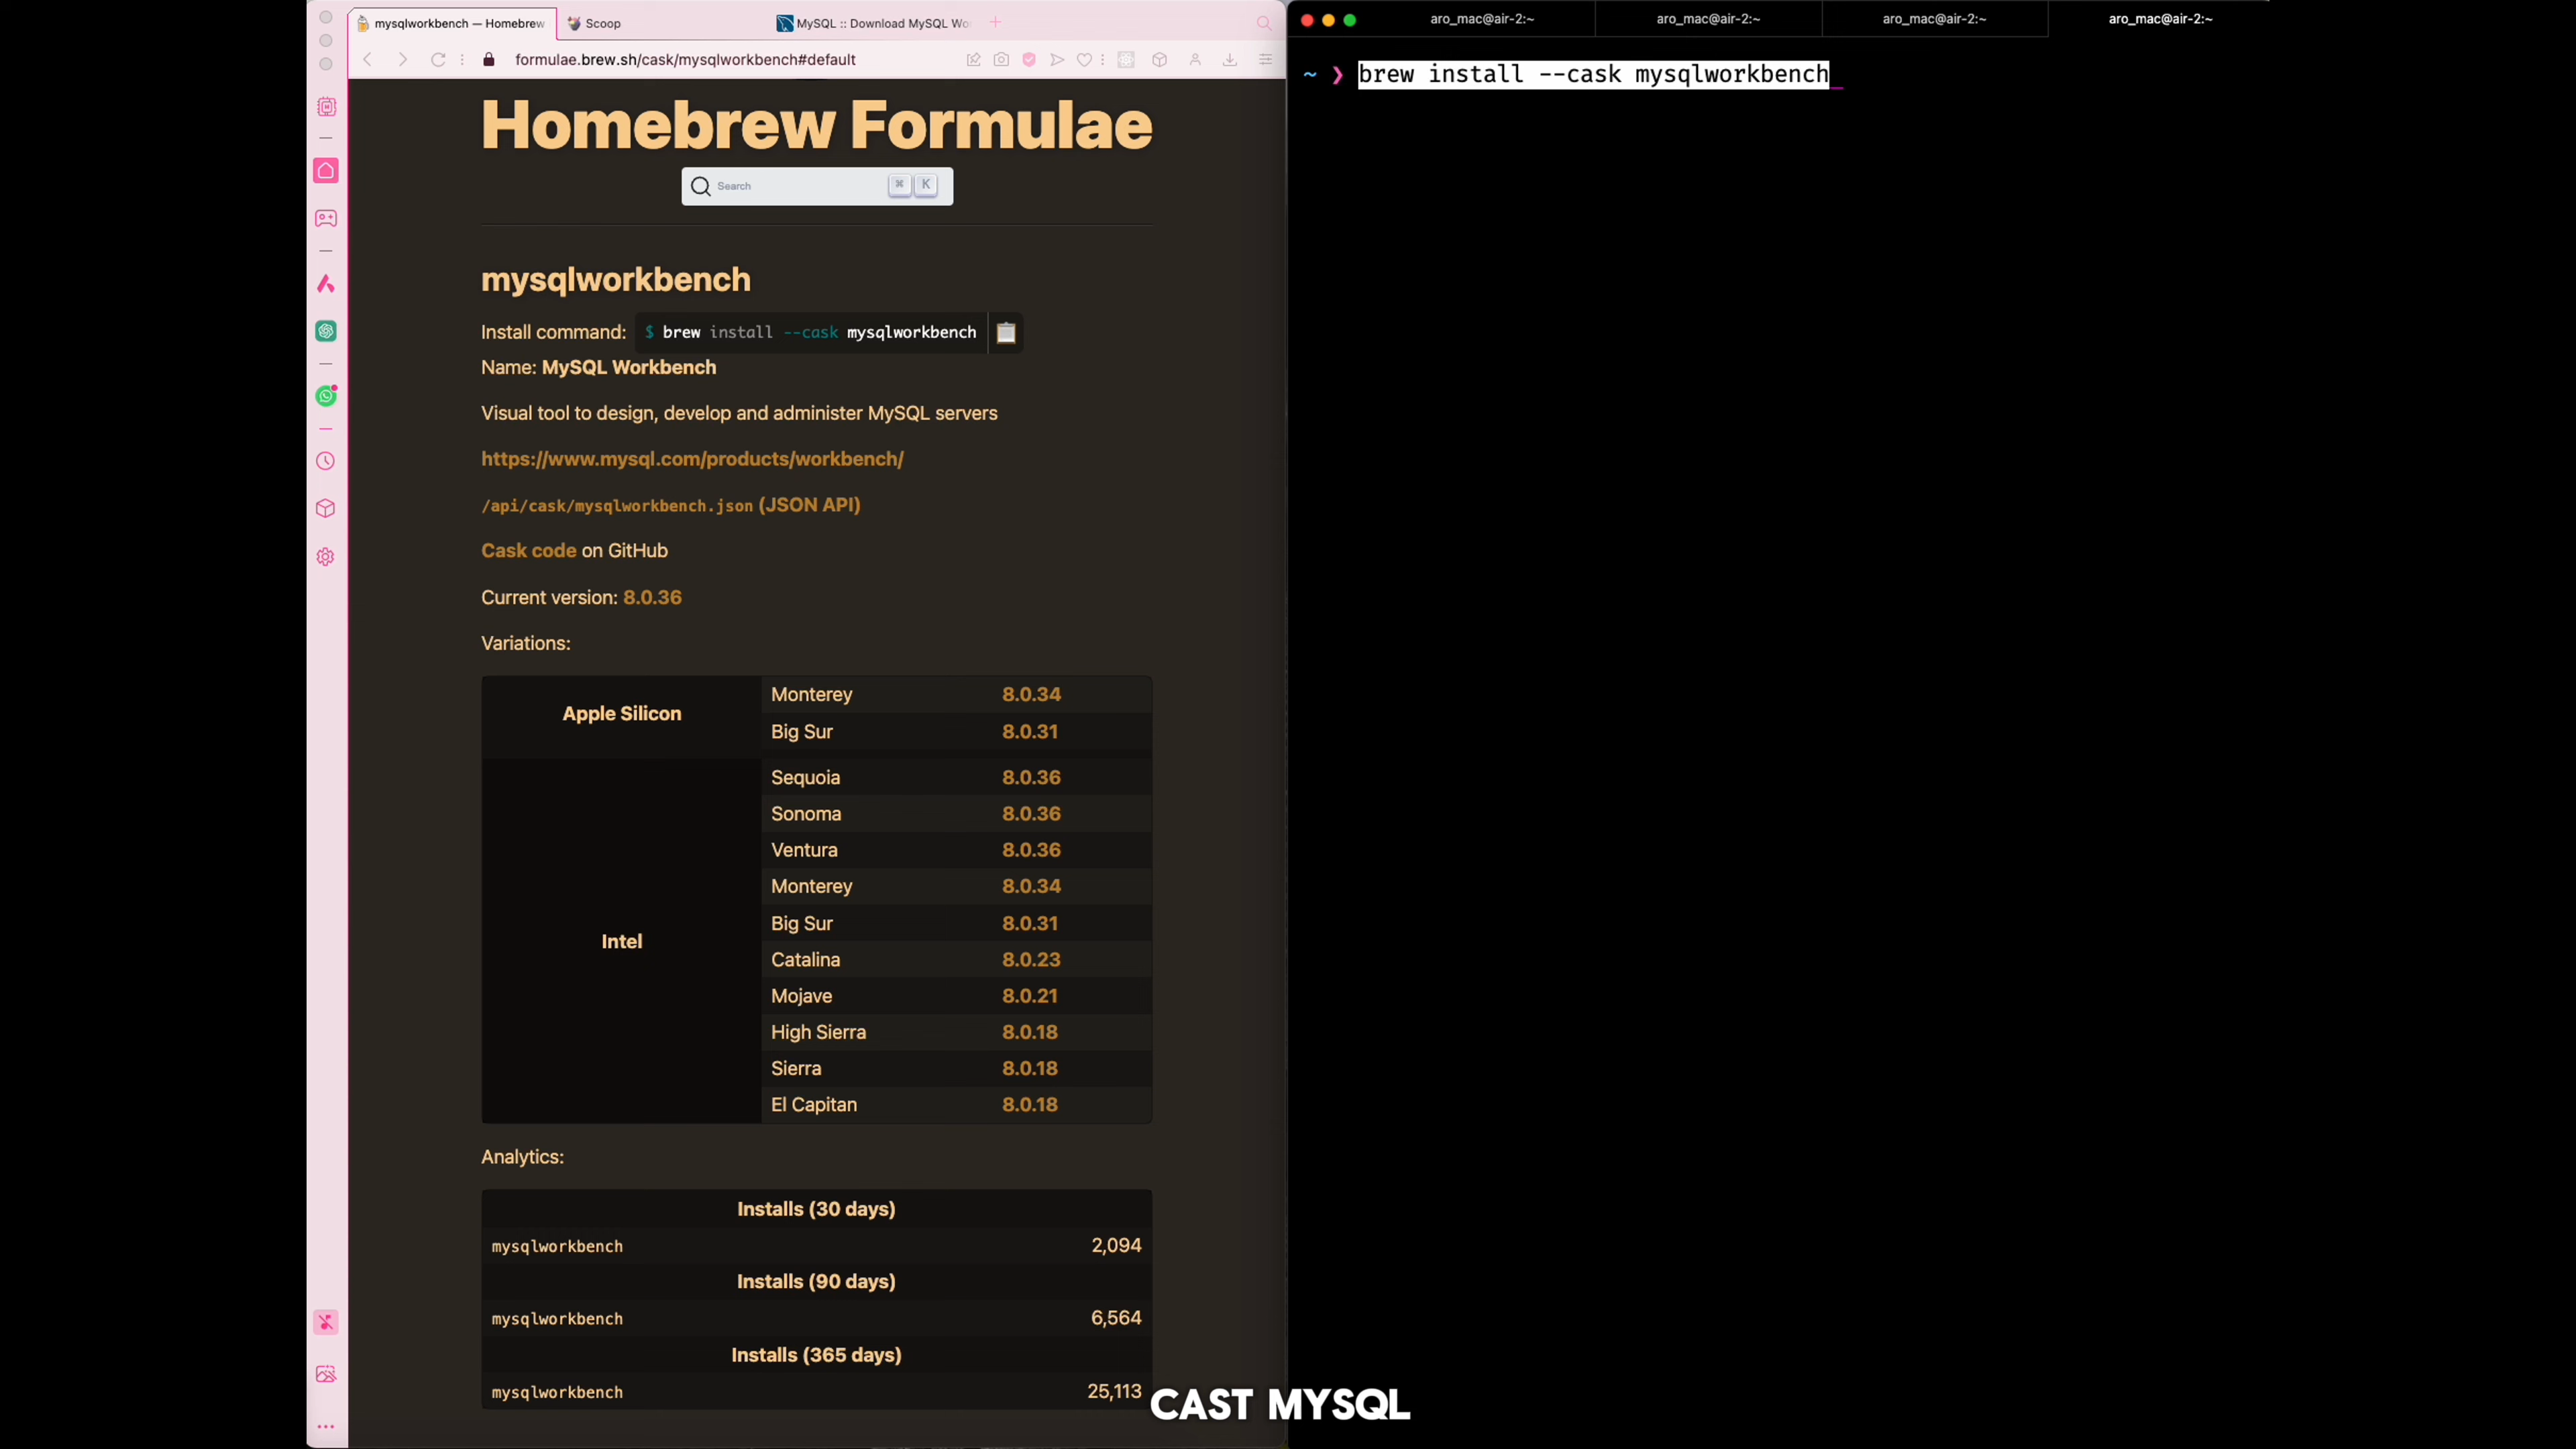 mysqlworkbench — Homebrew
Scoop
MySQL :: Download MySQL Wo
formulae.brew.sh/cask/mysqlworkbench#default
Homebrew Formulae
Search
⌘ K
mysqlworkbench
Install command: $ brew install --cask mysqlworkbench
Name: MySQL Workbench
Visual tool to design, develop and administer MySQL servers
https://www.mysql.com/products/workbench/
/api/cask/mysqlworkbench.json (JSON API)
Cask code on GitHub
Current version: 8.0.36
Variations:
Apple Silicon
Monterey 8.0.34
Big Sur 8.0.31
Intel
Sequoia 8.0.36
Sonoma 8.0.36
Ventura 8.0.36
Monterey 8.0.34
Big Sur 8.0.31
Catalina 8.0.23
Mojave 8.0.21
High Sierra 8.0.18
Sierra 8.0.18
El Capitan 8.0.18
Analytics:
Installs (30 days)
mysqlworkbench 2,094
Installs (90 days)
mysqlworkbench 6,564
Installs (365 days)
mysqlworkbench 25,113
aro_mac@air-2:~
aro_mac@air-2:~
aro_mac@air-2:~
aro_mac@air-2:~
~ ❯ brew install --cask mysqlworkbench_
CAST MYSQL